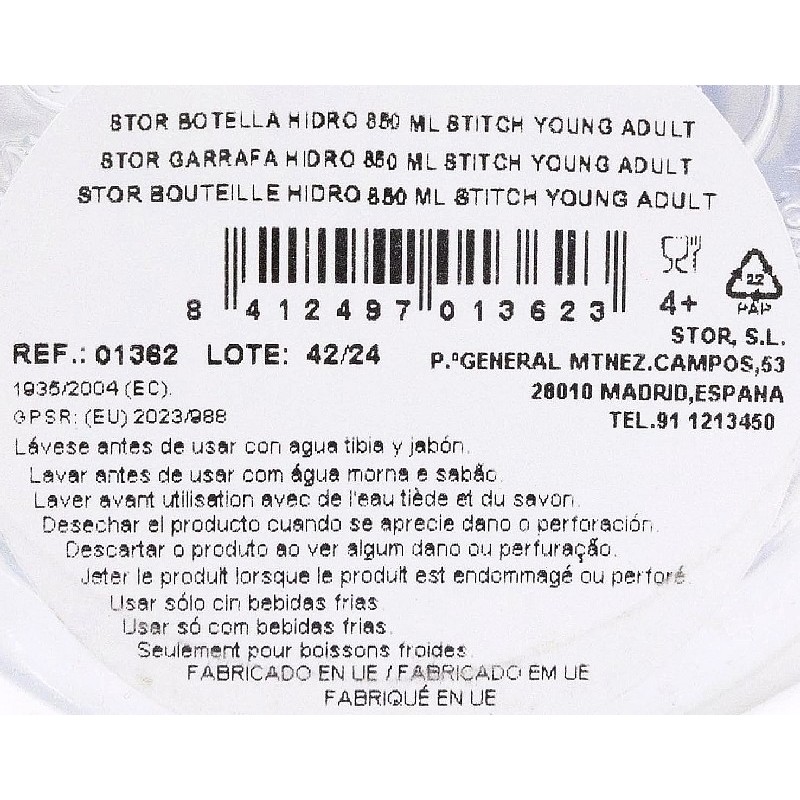 STOR BOTELLA HIDRO 850 ML STITCH YOUNG ADULT
STOR GARRAFA HIDRO 850 ML STITCH YOUNG ADULT
STOR BOUTEILLE HIDRO 850 ML STITCH YOUNG ADULT
8 412497 013623
4+
22
PAP
STOR, S.L.
REF.: 01362 LOTE: 42/24
P.ºGENERAL MTNEZ.CAMPOS,53
1935/2004 (EC).
28010 MADRID,ESPANA
GPSR: (EU) 2023/988
TEL.91 1213450
Lávese antes de usar con agua tibia y jabón.
Lavar antes de usar com água morna e sabão.
Laver avant utilisation avec de l'eau tiède et du savon.
Desechar el producto cuando se aprecie dano o perforación.
Descartar o produto ao ver algum dano ou perfuração.
Jeter le produit lorsque le produit est endommagé ou perforé.
Usar sólo cin bebidas frias
Usar só com bebidas frias.
Seulement pour boissons froides.
FABRICADO EN UE / FABRICADO EM UE
FABRIQUÉ EN UE